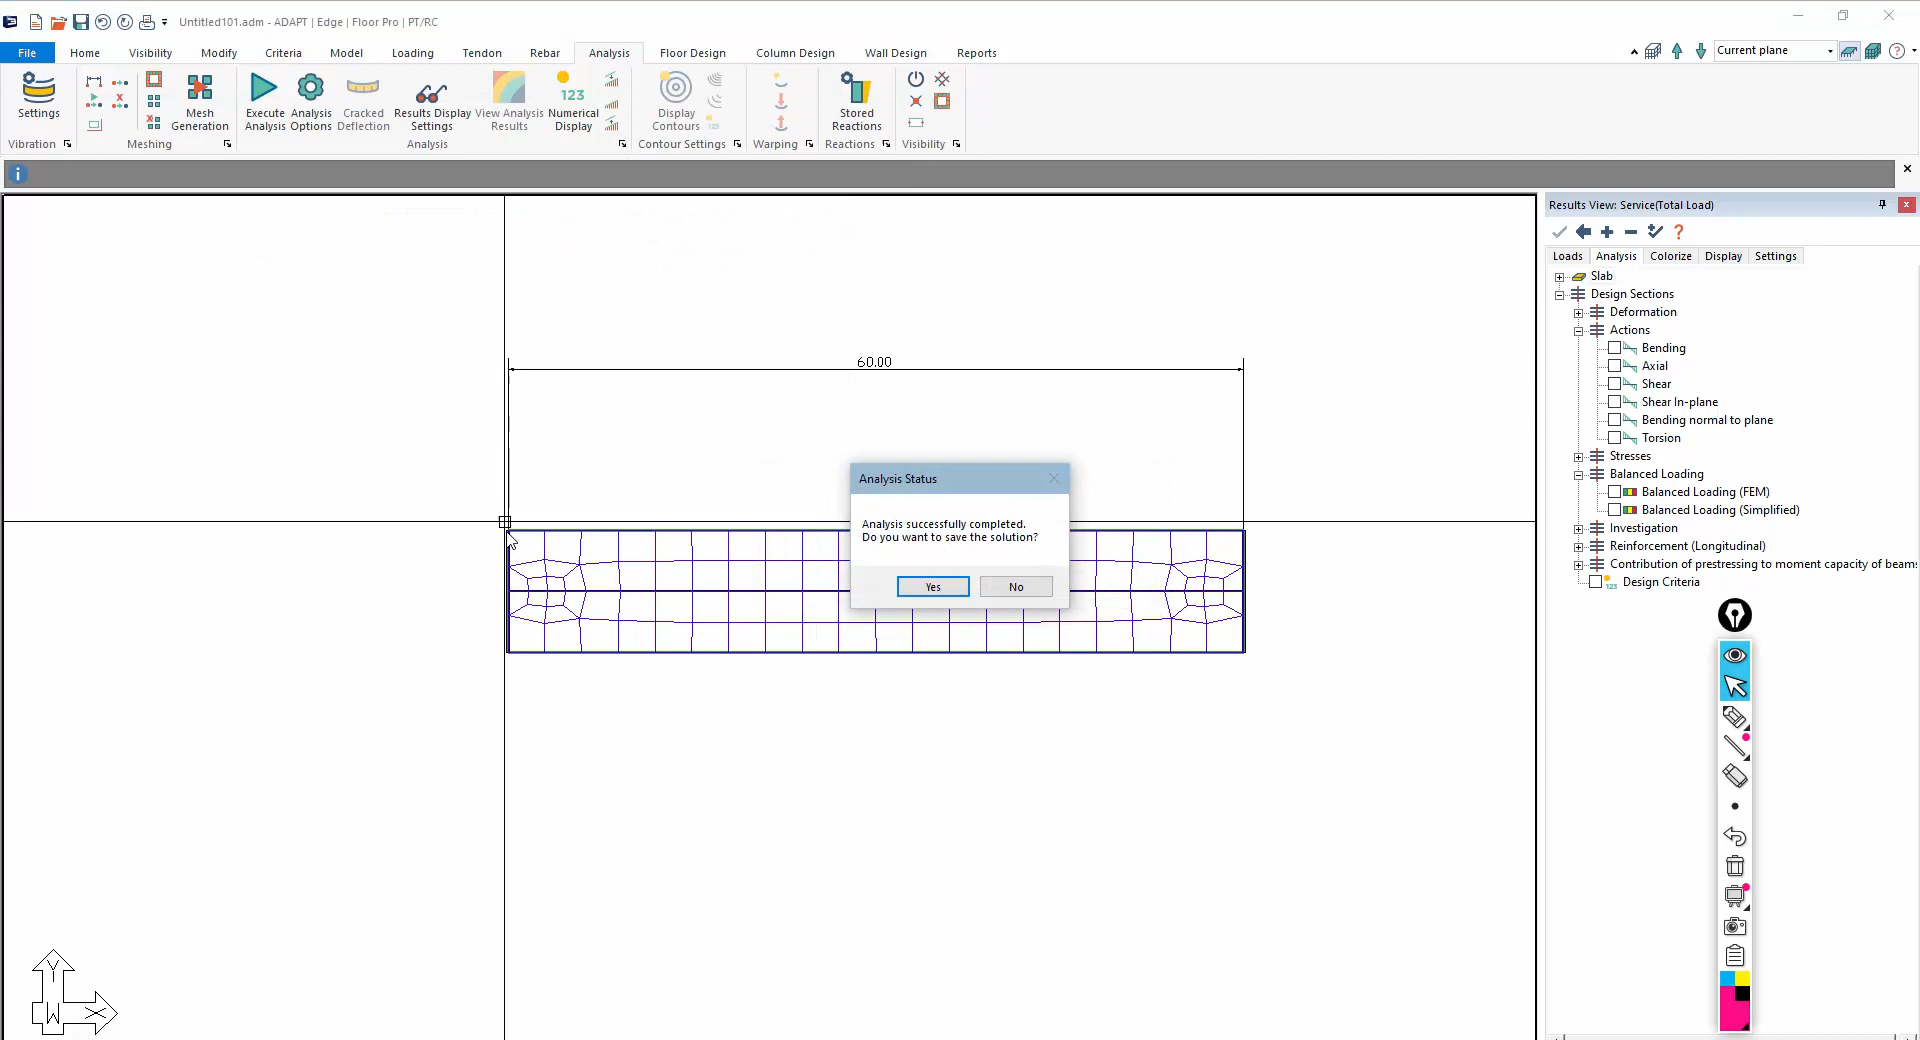 Untitled101.adm - ADAPT | Edge | Floor Pro | PT/RC
File Home Visibility Modify Criteria Model Loading Tendon Rebar Analysis Floor Design Column Design Wall Design Reports Current plane
Settings
Mesh Generation
Execute Analysis
Analysis Options
Cracked Deflection
Results Display Settings
View Analysis Results
123
Numerical Display
Display Contours
123
Stored Reactions
Vibration Meshing Analysis Contour Settings Warping Reactions Visibility
Results View: Service(Total Load)
Loads Analysis Colorize Display Settings
Slab
Design Sections
Deformation
Actions
Bending
Axial
Shear
Shear In-plane
Bending normal to plane
Torsion
Stresses
Balanced Loading
Balanced Loading (FEM)
Balanced Loading (Simplified)
Investigation
Reinforcement (Longitudinal)
Contribution of prestressing to moment capacity of beams
123 Design Criteria
60.00
Analysis Status
Analysis successfully completed.
Do you want to save the solution?
Yes No
Y
W X